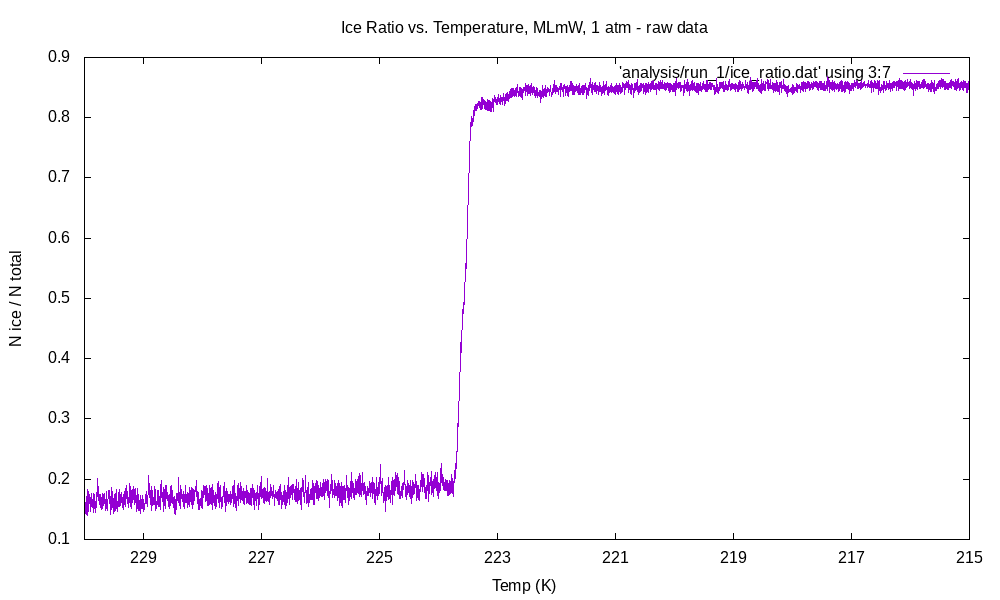 Ice Ratio vs. Temperature, MLmW, 1 atm - raw data
'analysis/run_1/ice_ratio.dat' using 3:7
0.9
0.8
0.7
0.6
0.5
0.4
0.3
0.2
0.1
N ice / N total
229 227 225 223 221 219 217 215
Temp (K)